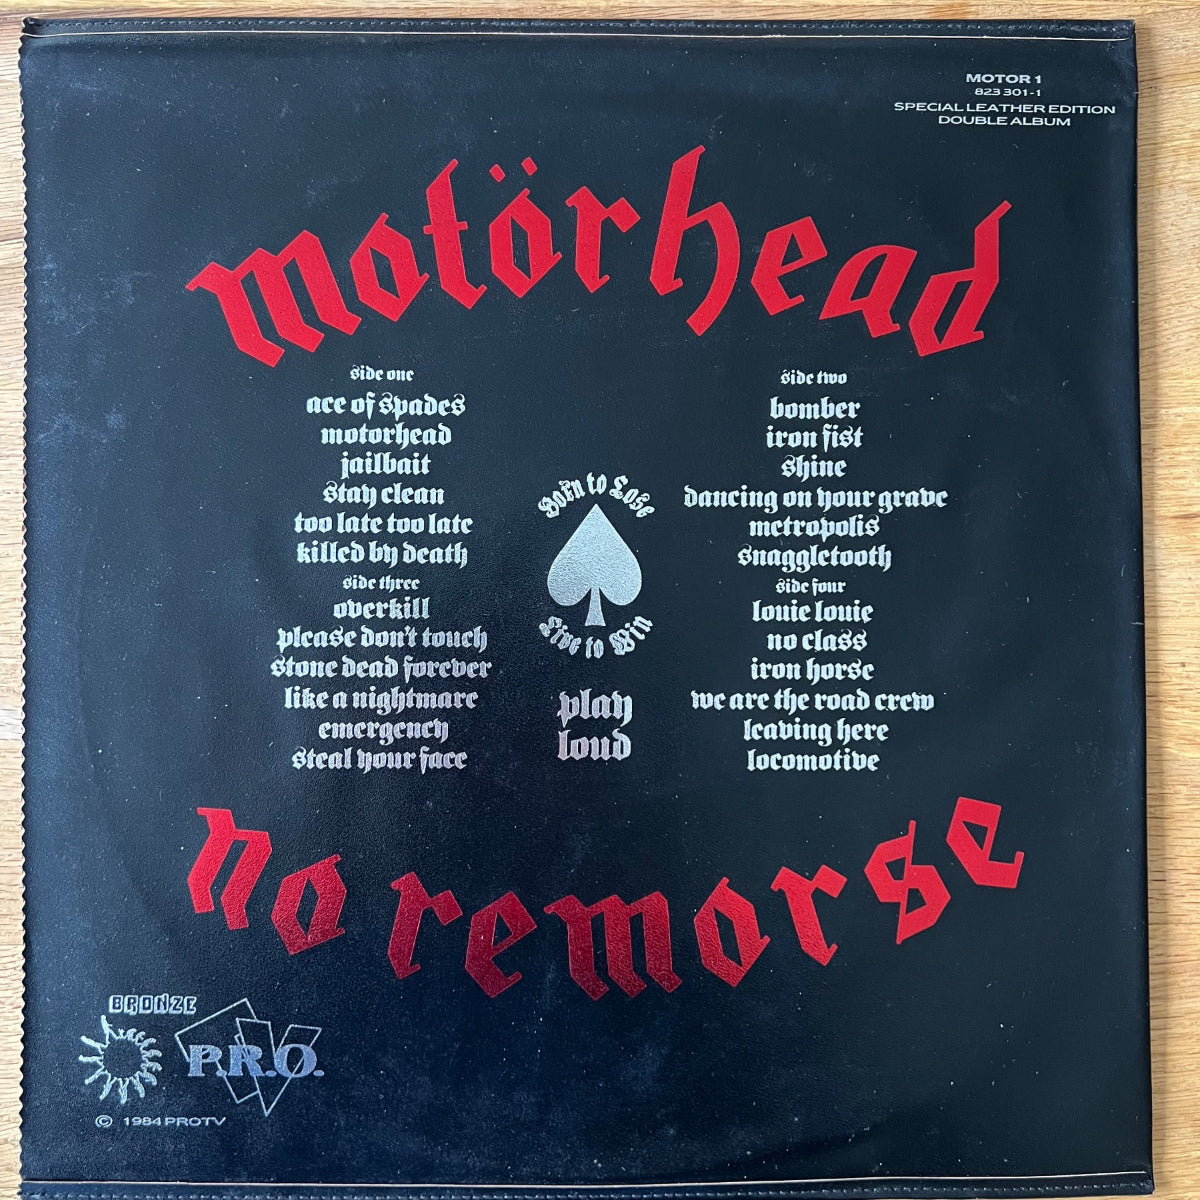 MOTOR 1
823 301-1
SPECIAL LEATHER EDITION
DOUBLE ALBUM
motörhead
side one
ace of spades
motorhead
jailbait
stay clean
too late too late
killed by death
side three
overkill
please don't touch
stone dead forever
like a nightmare
emergency
steal your face
Born to Lose
Live to Win
play
loud
side two
bomber
iron fist
shine
dancing on your grave
metropolis
snaggletooth
side four
louie louie
no class
iron horse
we are the road crew
leaving here
locomotive
no remorse
BRONZE
P.R.O.
© 1984 PROTV